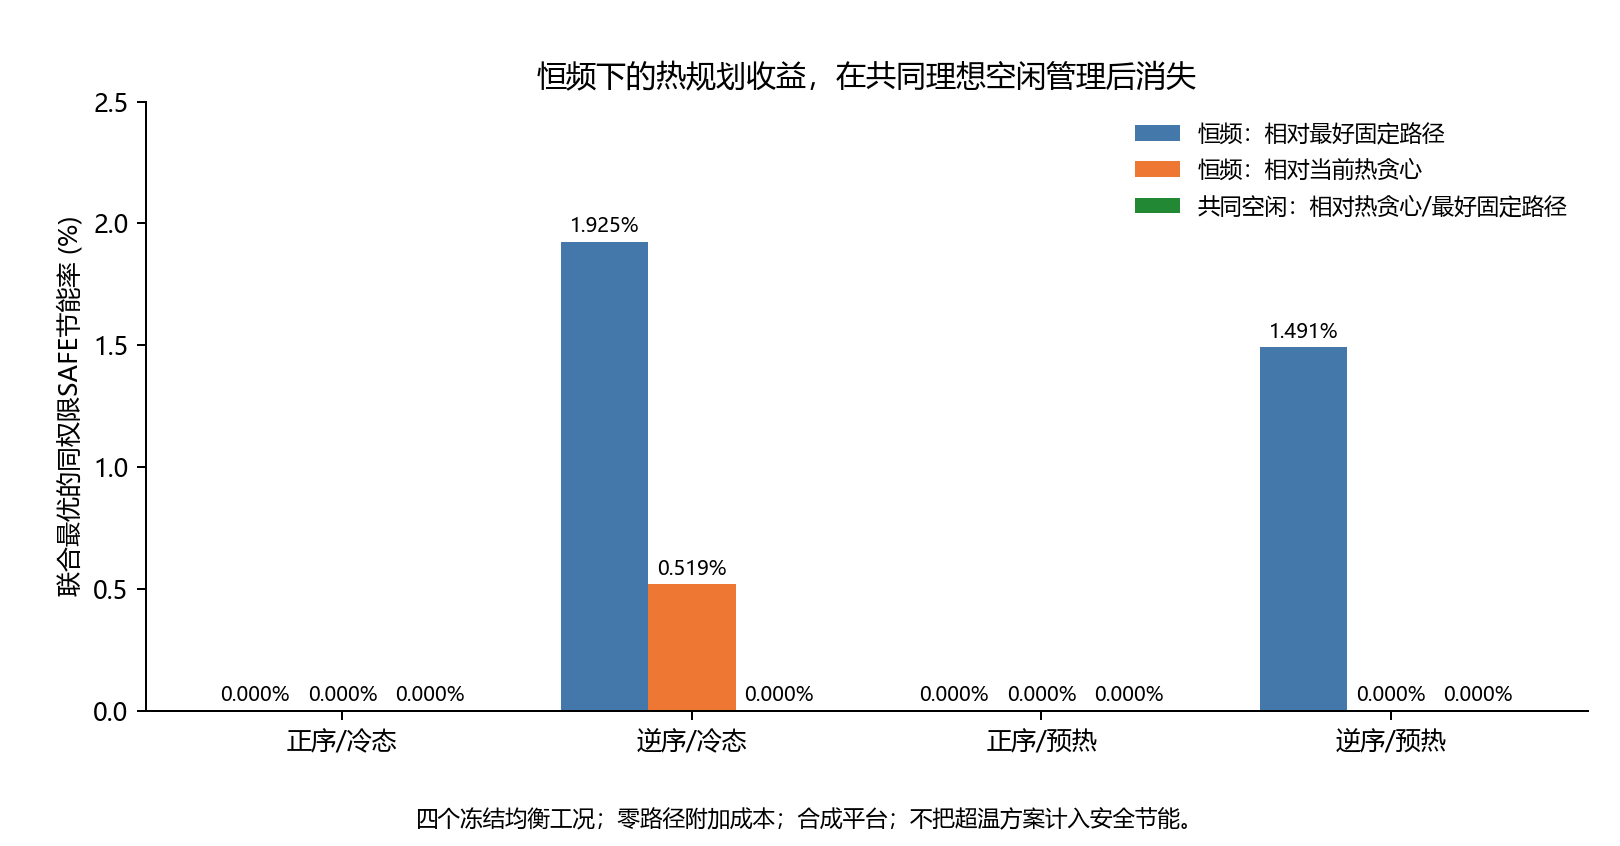 恒频下的热规划收益，在共同理想空闲管理后消失
恒频：相对最好固定路径
恒频：相对当前热贪心
共同空闲：相对热贪心/最好固定路径
联合最优的同权限SAFE节能率 (%)
2.5
2.0
1.5
1.0
0.5
0.0
0.000% 0.000% 0.000%
1.925%
0.519%
0.000%
0.000% 0.000% 0.000%
1.491%
0.000% 0.000%
正序/冷态 逆序/冷态 正序/预热 逆序/预热
四个冻结均衡工况；零路径附加成本；合成平台；不把超温方案计入安全节能。